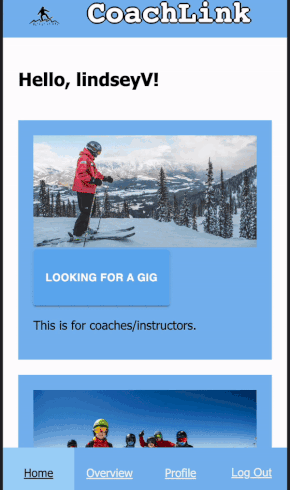 CoachLink
Hello, lindseyV!
LOOKING FOR A GIG
This is for coaches/instructors.
Home Overview Profile Log Out